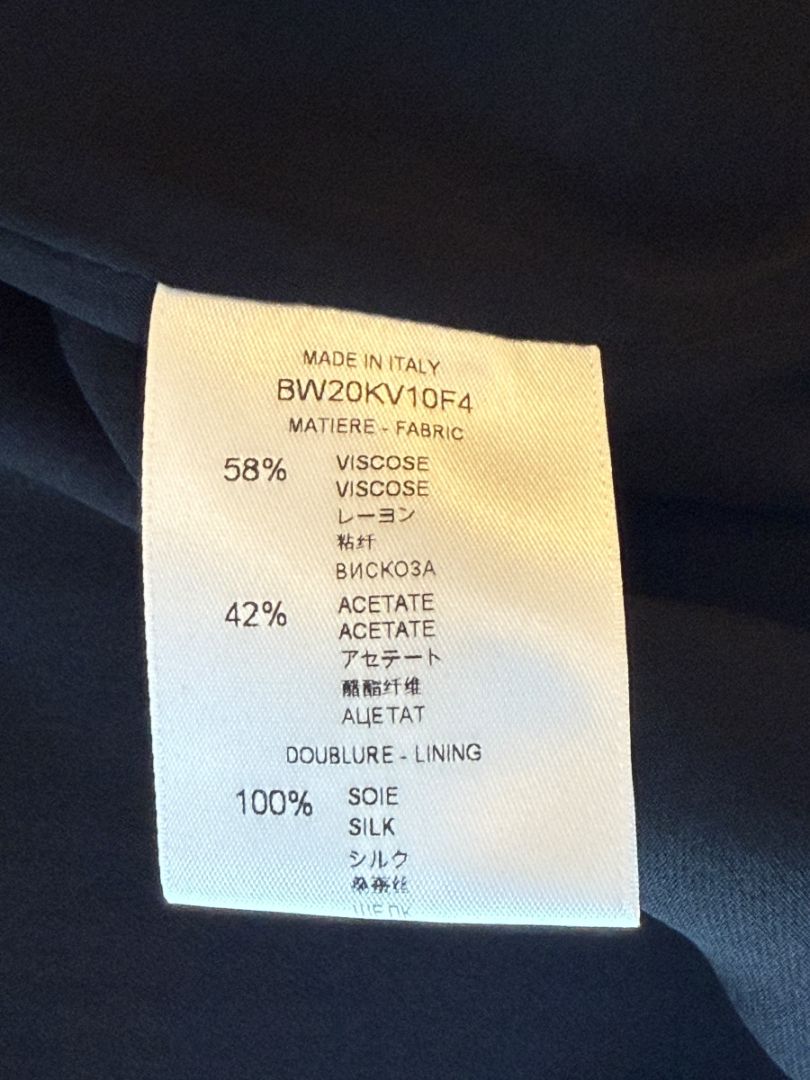 MADE IN ITALY
BW20KV10F4
MATIERE - FABRIC
58% VISCOSE
VISCOSE
レーヨン
粘纤
ВИСКОЗА
42% ACETATE
ACETATE
アセテート
醋酯纤维
АЦЕТАТ
DOUBLURE - LINING
100% SOIE
SILK
シルク
桑蚕丝